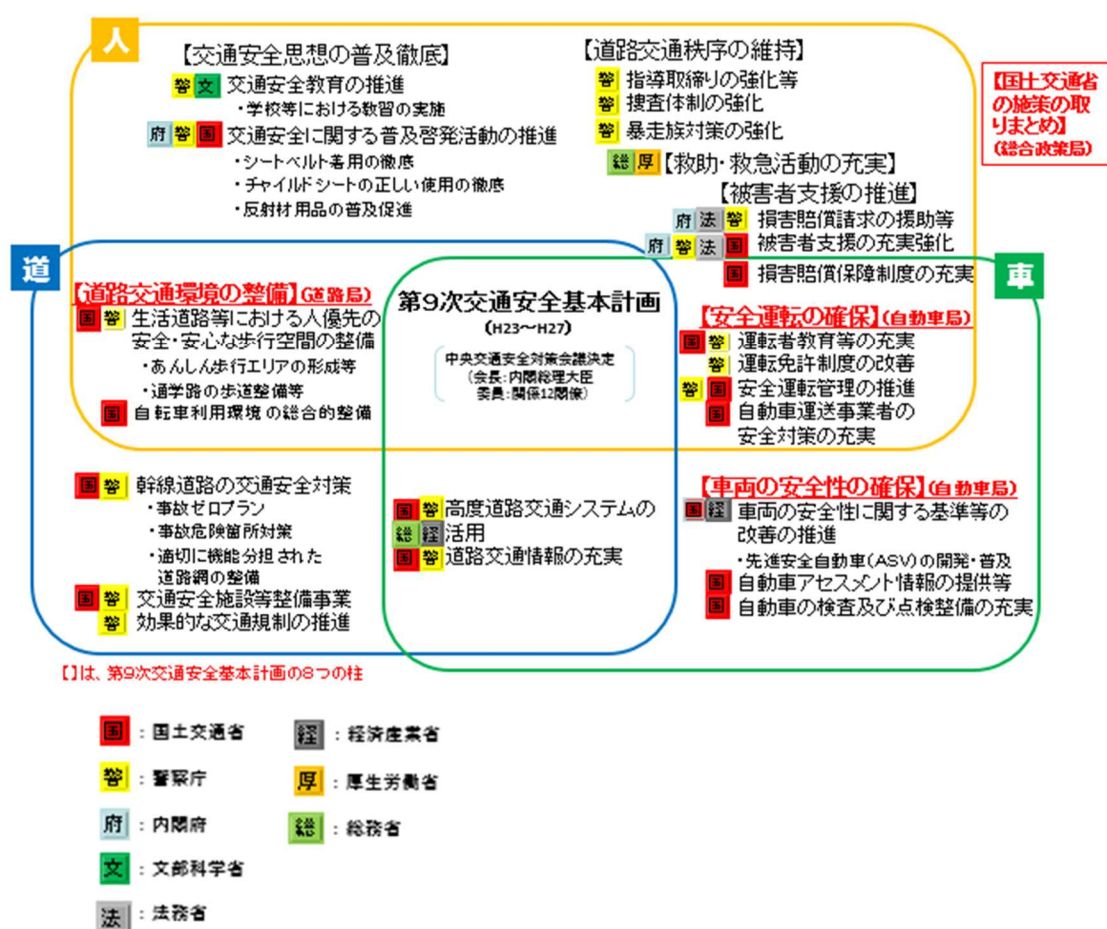 人
【交通安全思想の普及徹底】
警 文 交通安全教育の推進
・学校等における教習の実施
府 警 国 交通安全に関する普及啓発活動の推進
・シートベルト着用の徹底
・チャイルドシートの正しい使用の徹底
・反射材用品の普及促進
【道路交通秩序の維持】
警 指導取締りの強化等
警 捜査体制の強化
警 暴走族対策の強化
総 厚 【救助・救急活動の充実】
【被害者支援の推進】
府 法 警 損害賠償請求の援助等
府 警 法 国 被害者支援の充実強化
国 損害賠償保障制度の充実
【国土交通省
の施策の取
りまとめ】
(総合政策局)
道
【道路交通環境の整備】(道路局)
国 警 生活道路等における人優先の
安全・安心な歩行空間の整備
・あんしん歩行エリアの形成等
・通学路の歩道整備等
国 自転車利用環境の総合的整備
国 警 幹線道路の交通安全対策
・事故ゼロプラン
・事故危険箇所対策
・適切に機能分担された
道路網の整備
国 警 交通安全施設等整備事業
警 効果的な交通規制の推進
第9次交通安全基本計画
(H23〜H27)
中央交通安全対策会議決定
(会長:内閣総理大臣
委員:関係12閣僚)
国 警 高度道路交通システムの
総 経 活用
国 警 道路交通情報の充実
車
【安全運転の確保】(自動車局)
国 警 運転者教育等の充実
警 運転免許制度の改善
警 国 安全運転管理の推進
国 自動車運送事業者の
安全対策の充実
【車両の安全性の確保】(自動車局)
国 経 車両の安全性に関する基準等の
改善の推進
・先進安全自動車(ASV)の開発・普及
国 自動車アセスメント情報の提供等
国 自動車の検査及び点検整備の充実
【】は、第9次交通安全基本計画の8つの柱
国 : 国土交通省
警 : 警察庁
府 : 内閣府
文 : 文部科学省
法 : 法務省
経 : 経済産業省
厚 : 厚生労働省
総 : 総務省